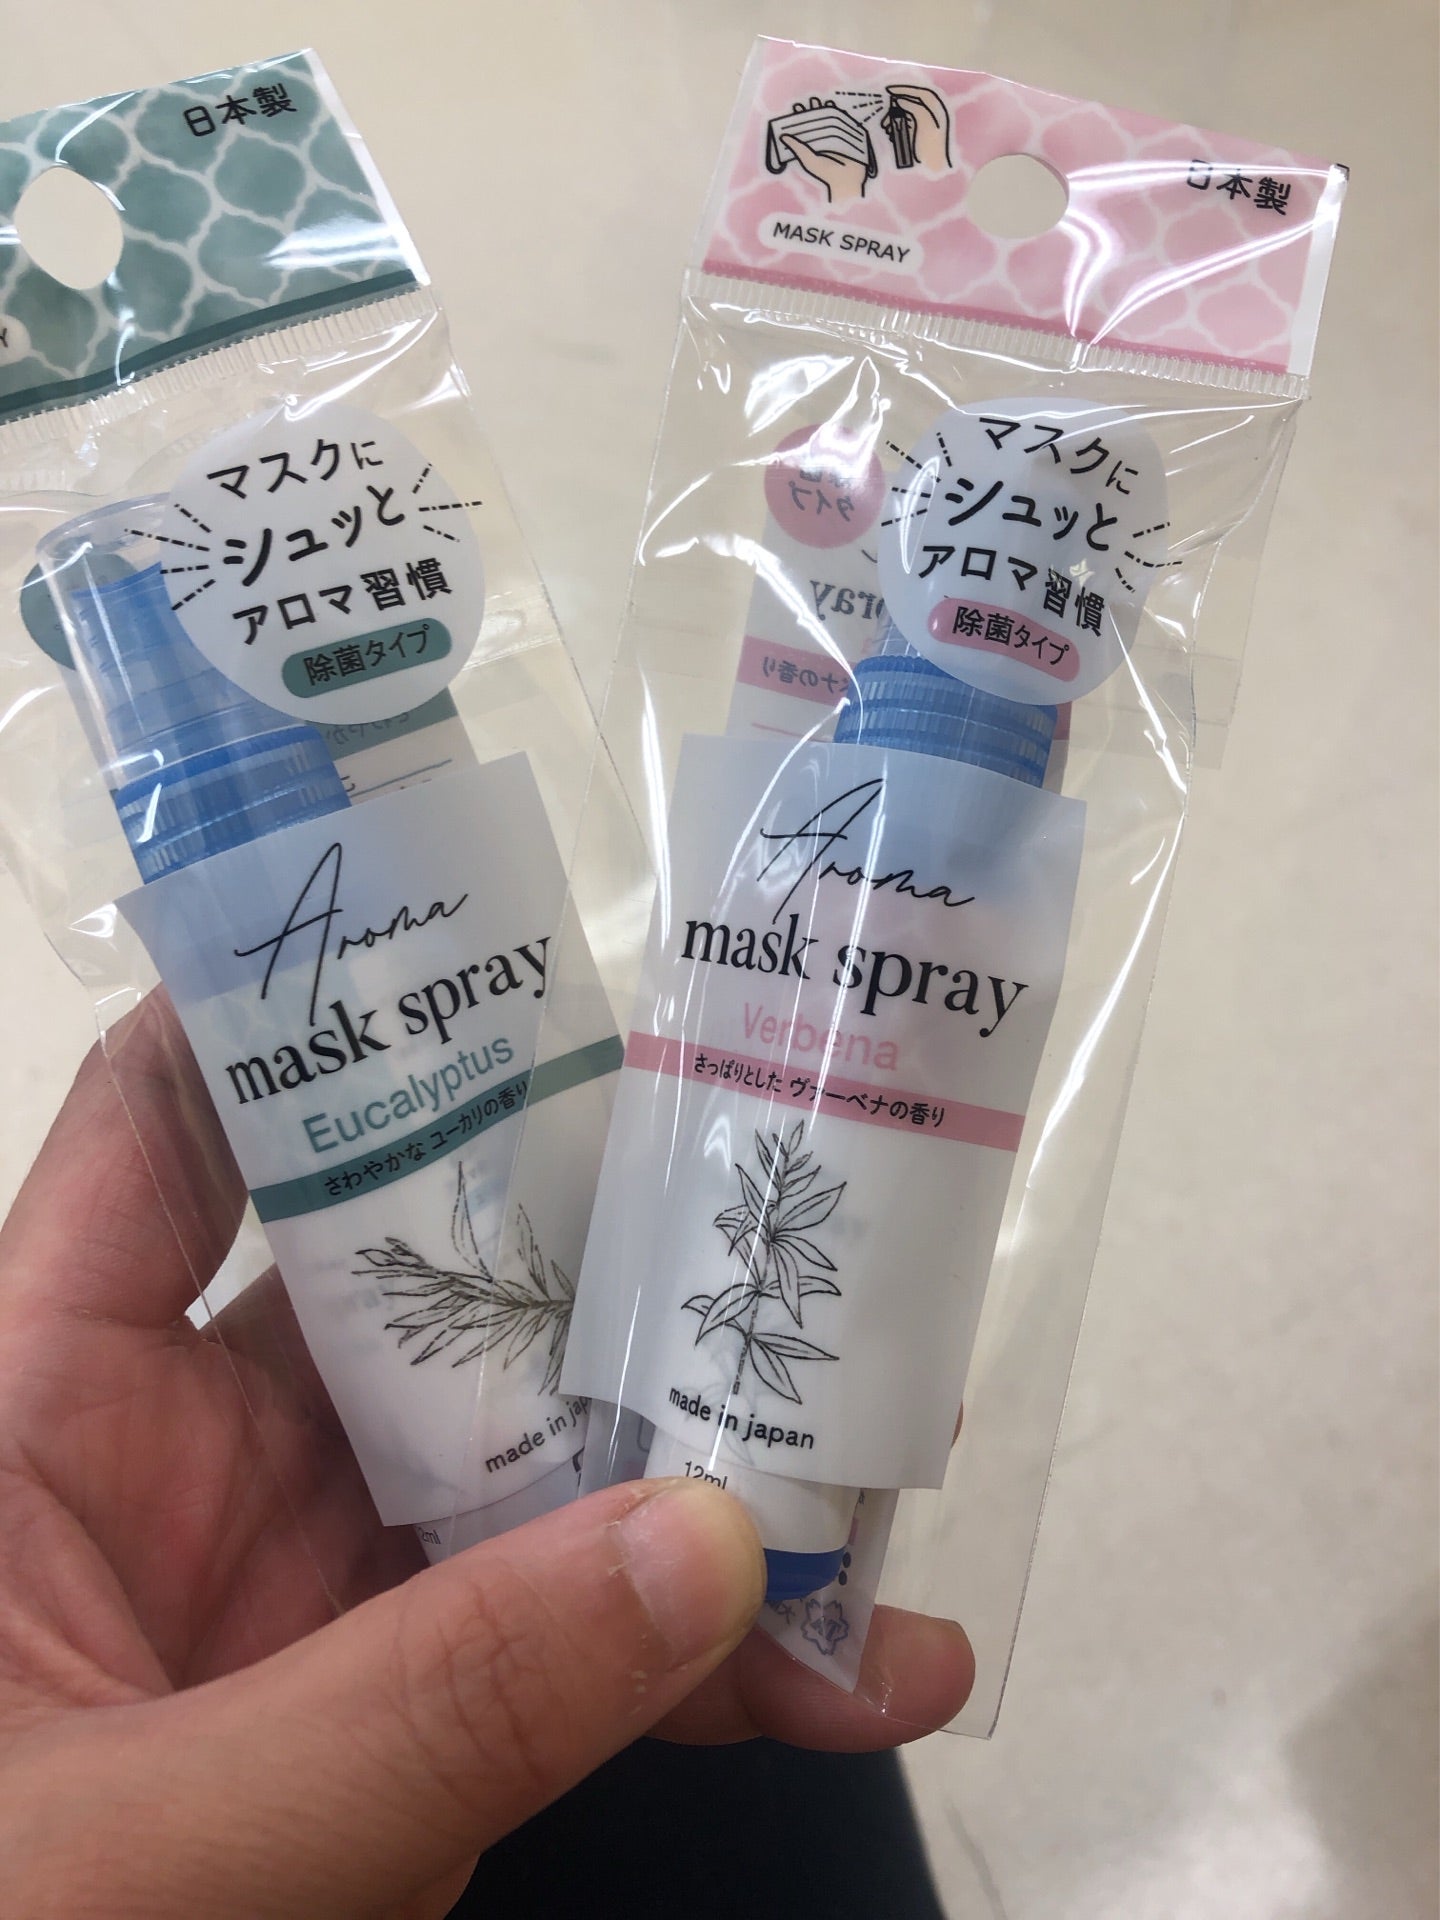 日本製
マスクに
シュッと
アロマ習慣
除菌タイプ
Aroma
mask spray
Eucalyptus
さわやかな ユーカリの香り
made in
日本製
MASK SPRAY
マスクに
シュッと
アロマ習慣
除菌タイプ
タイプ
Aroma
mask spray
Verbena
さっぱりとした ヴァーベナの香り
made in japan
12ml